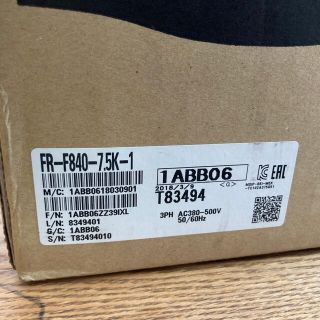 FR-F840-7.5K-1
M/C: 1ABB0618030901
F/N: 1ABB06ZZ39IXL
L/N: 8349401
G/C: 1ABB06
S/N: T83494010
1ABB06
2018/3/9 <G>
T83494
3PH AC380-500V
50/60Hz
EAC